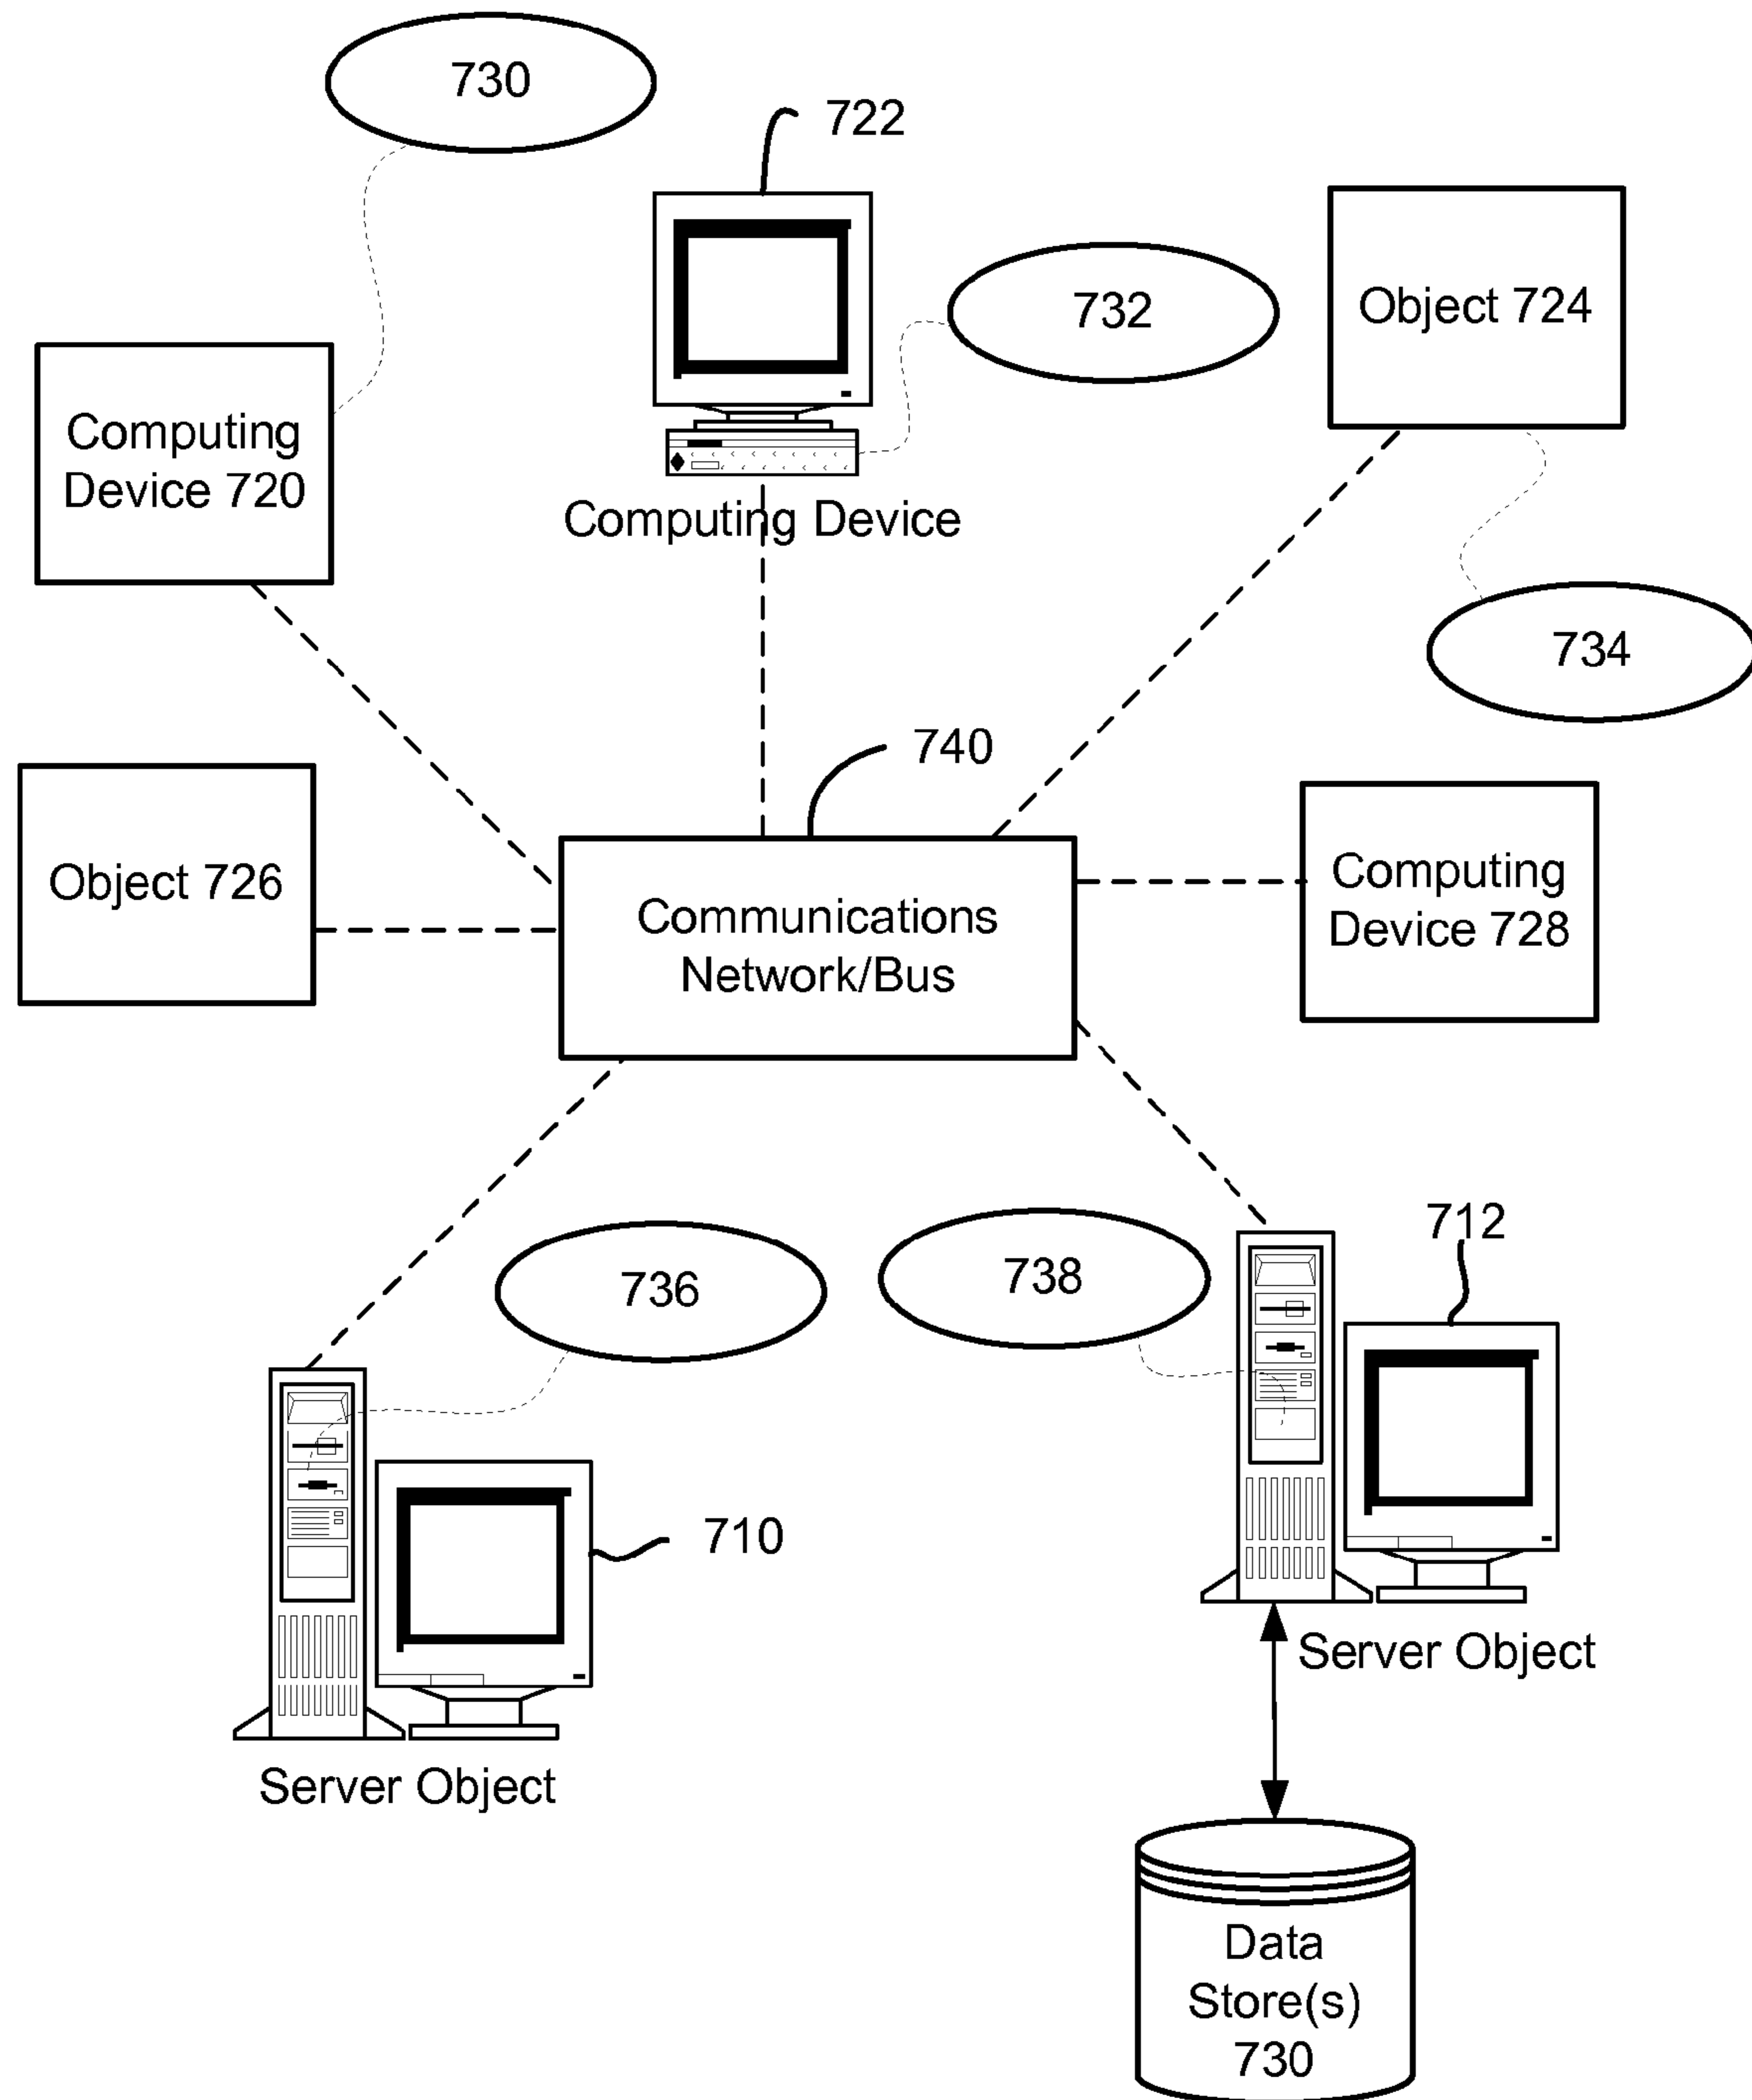 730
722
732
Object 724
Computing
Device 720
Computing Device
734
740
Object 726
Communications
Network/Bus
Computing
Device 728
736
738
712
710
Server Object
Server Object
Data
Store(s)
730